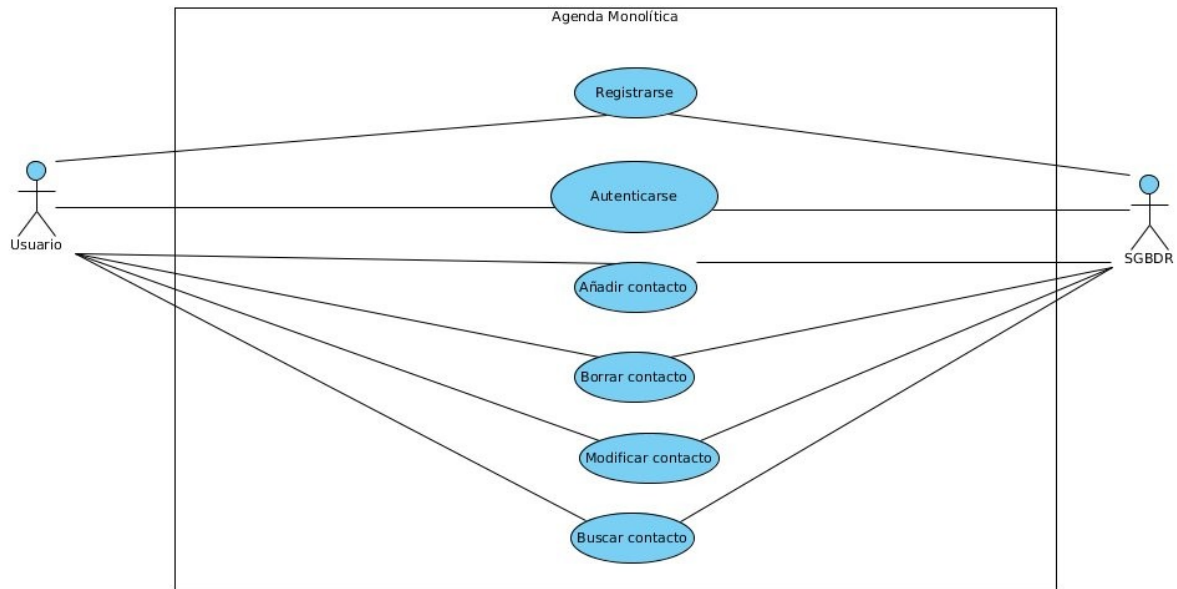 Agenda Monolítica
Registrarse
Autenticarse
Usuario
SGBDR
Añadir contacto
Borrar contacto
Modificar contacto
Buscar contacto